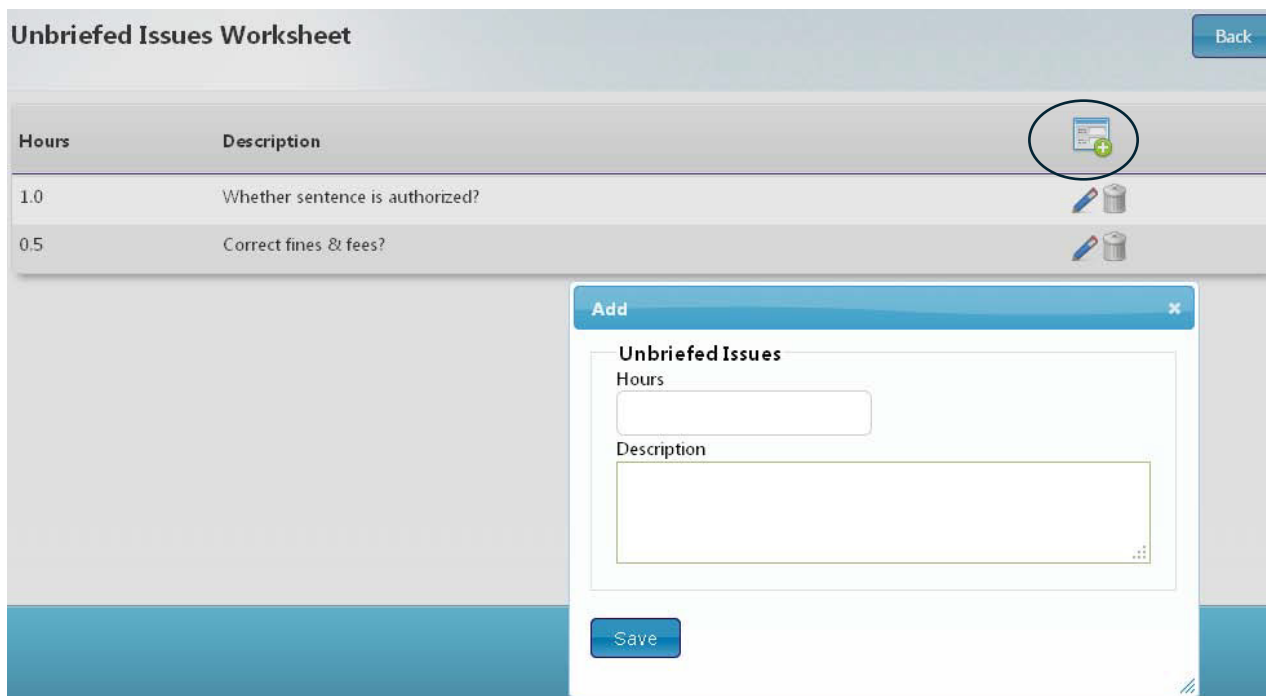 Unbriefed Issues Worksheet
Back
Hours Description
1.0 Whether sentence is authorized?
0.5 Correct fines & fees?
Add
Unbriefed Issues
Hours
Description
Save